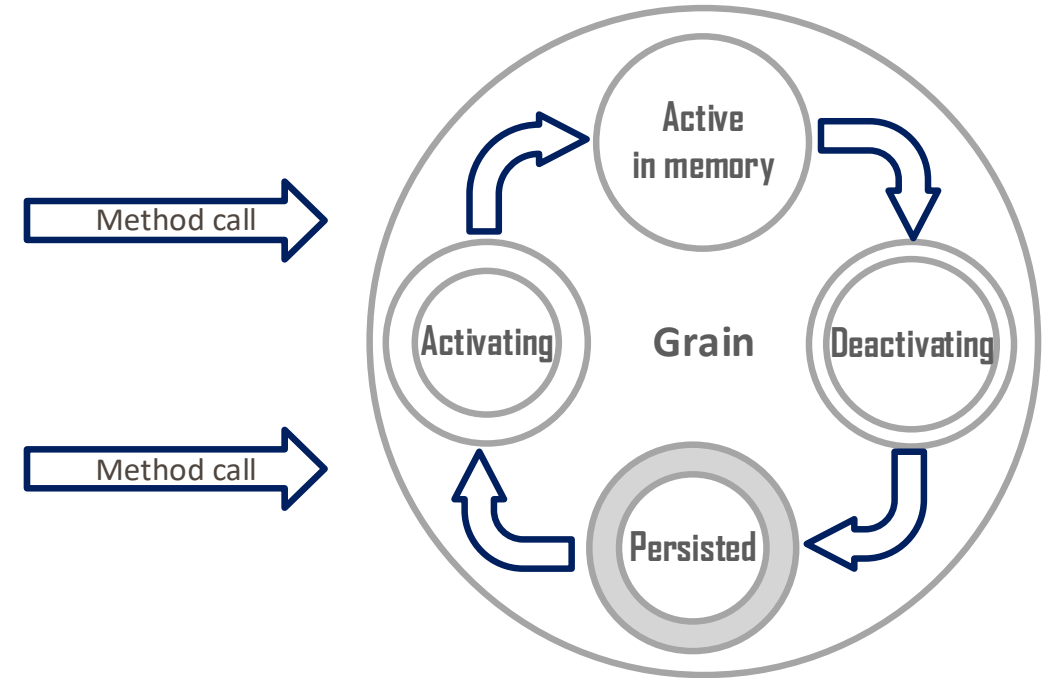 Active
in memory
Method call
Activating
Grain
Deactivating
Method call
Persisted